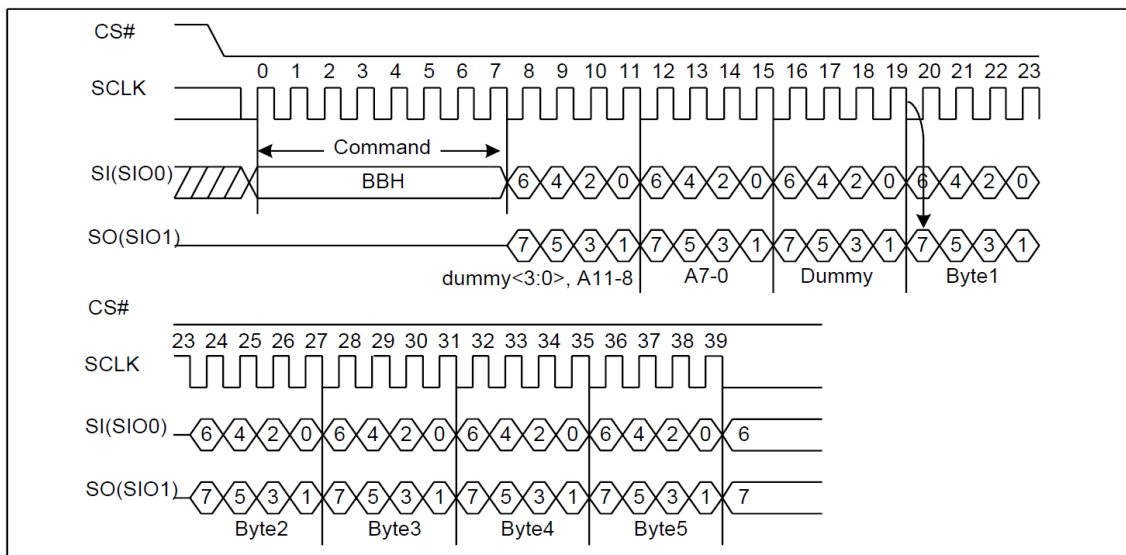 CS#
0 1 2 3 4 5 6 7 8 9 10 11 12 13 14 15 16 17 18 19 20 21 22 23
SCLK
Command
SI(SIO0) BBH 6 4 2 0 6 4 2 0 6 4 2 0 6 4 2 0
SO(SIO1) 7 5 3 1 7 5 3 1 7 5 3 1 7 5 3 1
dummy<3:0>, A11-8 A7-0 Dummy Byte1
CS#
23 24 25 26 27 28 29 30 31 32 33 34 35 36 37 38 39
SCLK
SI(SIO0) 6 4 2 0 6 4 2 0 6 4 2 0 6 4 2 0 6
SO(SIO1) 7 5 3 1 7 5 3 1 7 5 3 1 7 5 3 1 7
Byte2 Byte3 Byte4 Byte5